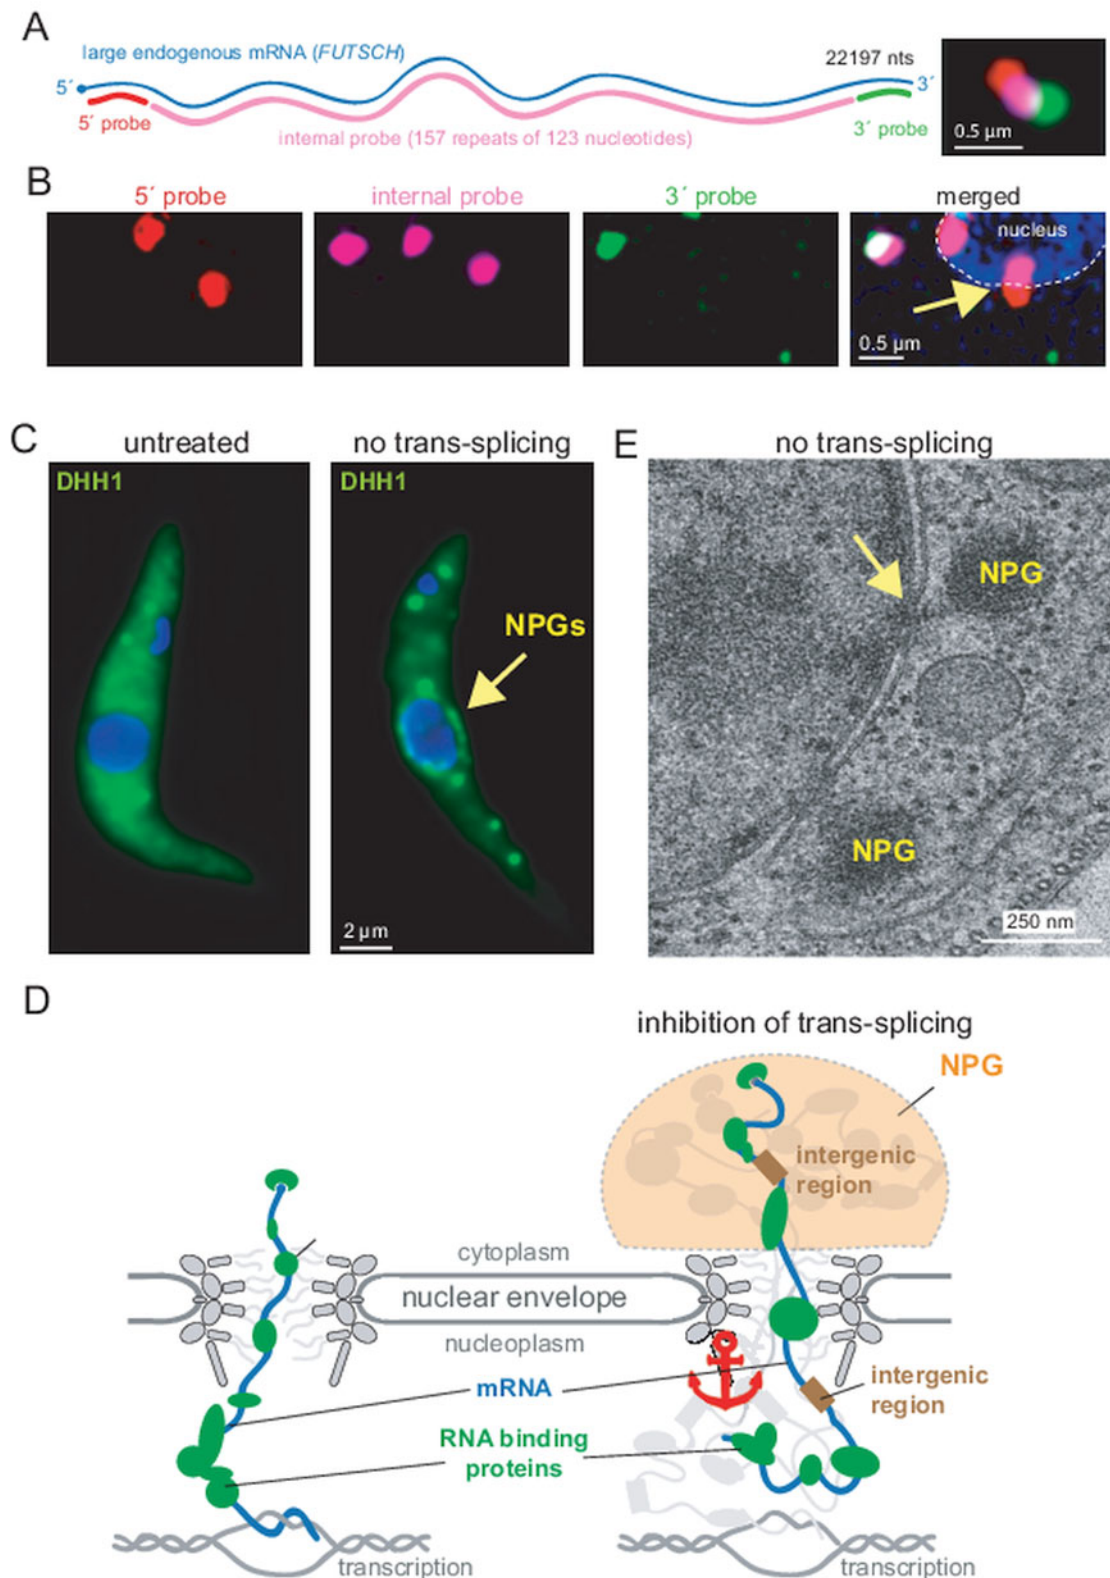 A
large endogenous mRNA (FUTSCH)
22197 nts
5´
3´
5´ probe
internal probe (157 repeats of 123 nucleotides)
3´ probe
0.5 µm
B
5´ probe
internal probe
3´ probe
merged
nucleus
0.5 µm
C
untreated
no trans-splicing
DHH1
DHH1
NPGs
2 µm
E
no trans-splicing
NPG
NPG
250 nm
D
inhibition of trans-splicing
NPG
intergenic
region
cytoplasm
nuclear envelope
nucleoplasm
mRNA
intergenic
region
RNA binding
proteins
transcription
transcription